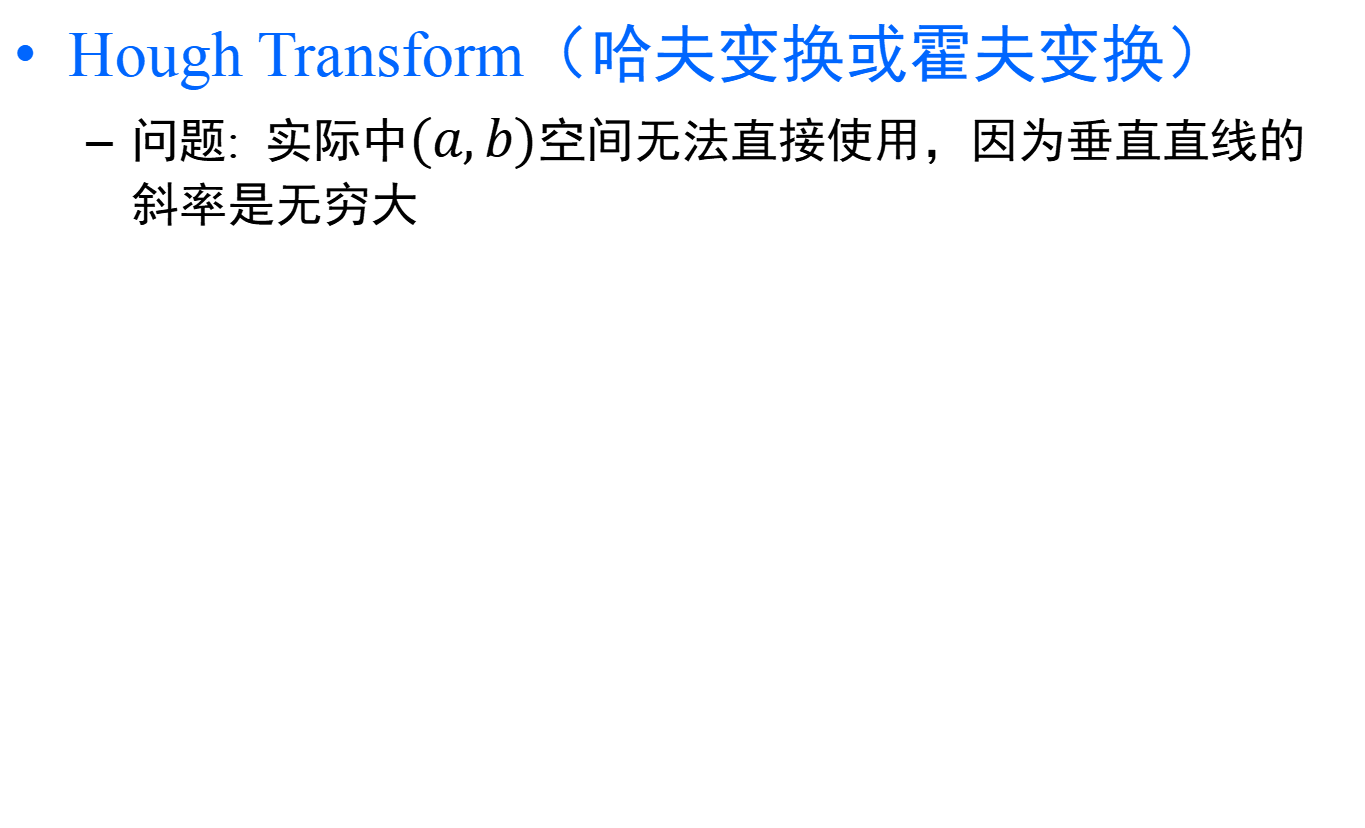 • Hough Transform（哈夫变换或霍夫变换）
– 问题: 实际中(a, b)空间无法直接使用，因为垂直直线的
斜率是无穷大